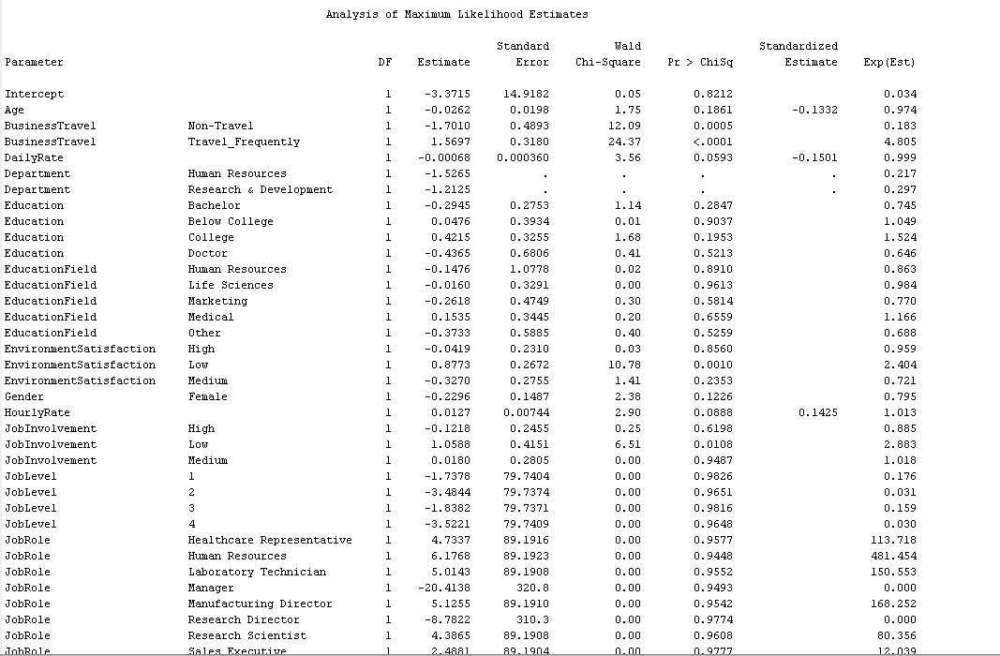 Analysis of Maximum Likelihood Estimates
Standard Wald Standardized
Parameter DF Estimate Error Chi-Square Pr > ChiSq Estimate Exp(Est)
Intercept 1 -3.3715 14.9182 0.05 0.8212 0.034
Age 1 -0.0262 0.0198 1.75 0.1861 -0.1332 0.974
BusinessTravel Non-Travel 1 -1.7010 0.4893 12.09 0.0005 0.183
BusinessTravel Travel_Frequently 1 1.5697 0.3180 24.37 <.0001 4.805
DailyRate 1 -0.00068 0.000360 3.56 0.0593 -0.1501 0.999
Department Human Resources 1 -1.5265 . . . . 0.217
Department Research & Development 1 -1.2125 . . . . 0.297
Education Bachelor 1 -0.2945 0.2753 1.14 0.2847 0.745
Education Below College 1 0.0476 0.3934 0.01 0.9037 1.049
Education College 1 0.4215 0.3255 1.68 0.1953 1.524
Education Doctor 1 -0.4365 0.6806 0.41 0.5213 0.646
EducationField Human Resources 1 -0.1476 1.0778 0.02 0.8910 0.863
EducationField Life Sciences 1 -0.0160 0.3291 0.00 0.9613 0.984
EducationField Marketing 1 -0.2618 0.4749 0.30 0.5814 0.770
EducationField Medical 1 0.1535 0.3445 0.20 0.6559 1.166
EducationField Other 1 -0.3733 0.5885 0.40 0.5259 0.688
EnvironmentSatisfaction High 1 -0.0419 0.2310 0.03 0.8560 0.959
EnvironmentSatisfaction Low 1 0.8773 0.2672 10.78 0.0010 2.404
EnvironmentSatisfaction Medium 1 -0.3270 0.2755 1.41 0.2353 0.721
Gender Female 1 -0.2296 0.1487 2.38 0.1226 0.795
HourlyRate 1 0.0127 0.00744 2.90 0.0888 0.1425 1.013
JobInvolvement High 1 -0.1218 0.2455 0.25 0.6198 0.885
JobInvolvement Low 1 1.0588 0.4151 6.51 0.0108 2.883
JobInvolvement Medium 1 0.0180 0.2805 0.00 0.9487 1.018
JobLevel 1 1 -1.7378 79.7404 0.00 0.9826 0.176
JobLevel 2 1 -3.4844 79.7374 0.00 0.9651 0.031
JobLevel 3 1 -1.8382 79.7371 0.00 0.9816 0.159
JobLevel 4 1 -3.5221 79.7409 0.00 0.9648 0.030
JobRole Healthcare Representative 1 4.7337 89.1916 0.00 0.9577 113.718
JobRole Human Resources 1 6.1768 89.1923 0.00 0.9448 481.454
JobRole Laboratory Technician 1 5.0143 89.1908 0.00 0.9552 150.553
JobRole Manager 1 -20.4138 320.8 0.00 0.9493 0.000
JobRole Manufacturing Director 1 5.1255 89.1910 0.00 0.9542 168.252
JobRole Research Director 1 -8.7822 310.3 0.00 0.9774 0.000
JobRole Research Scientist 1 4.3865 89.1908 0.00 0.9608 80.356
JobRole Sales Executive 1 2.4881 89.1904 0.00 0.9777 12.039